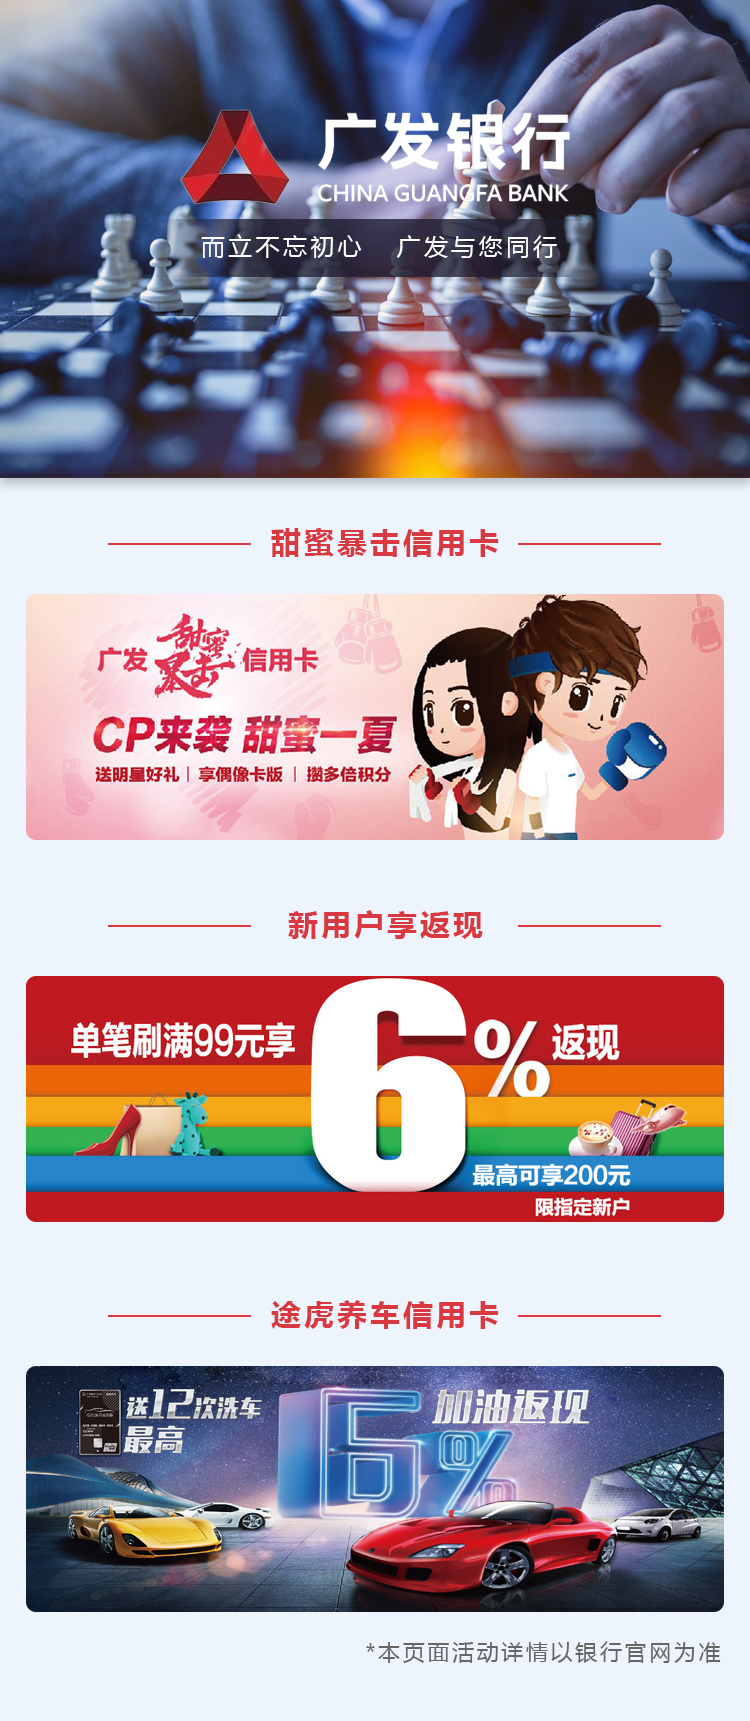 广发银行
CHINA GUANGFA BANK
而立不忘初心 广发与您同行
甜蜜暴击信用卡
广发甜蜜暴击信用卡
CP来袭 甜蜜一夏
送明星好礼｜享偶像卡版｜攒多倍积分
新用户享返现
单笔刷满99元享6%返现
最高可享200元
限指定新户
途虎养车信用卡
送12次洗车
最高
6%
加油返现
*本页面活动详情以银行官网为准